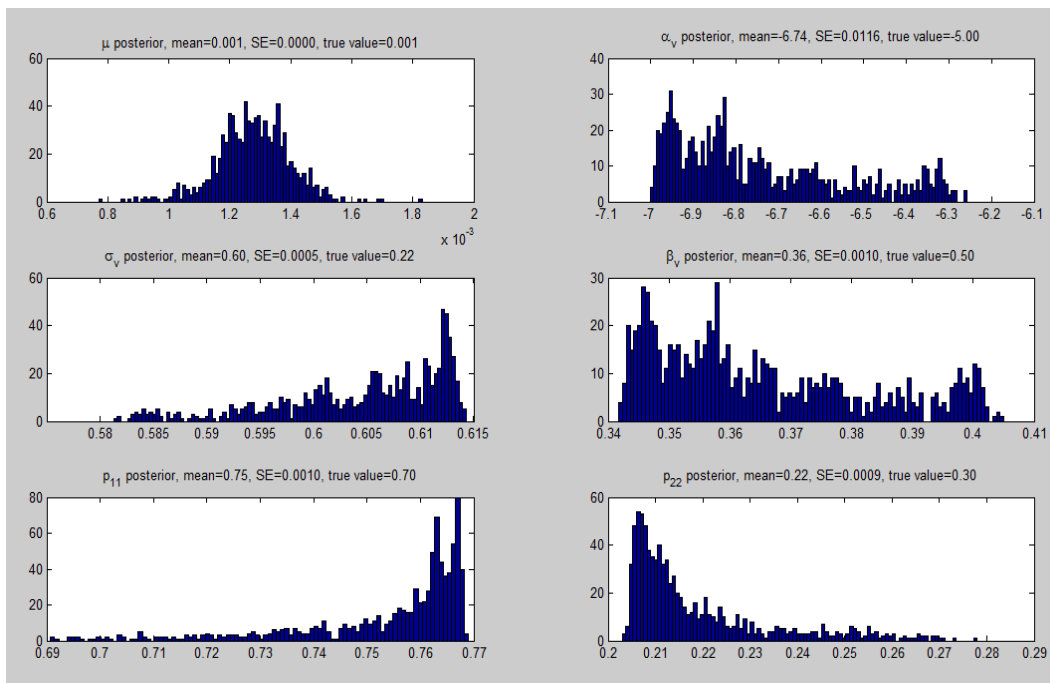 μ posterior, mean=0.001, SE=0.0000, true value=0.001
60
40
20
0
0.6 0.8 1 1.2 1.4 1.6 1.8 2
x 10⁻³
α_v posterior, mean=-6.74, SE=0.0116, true value=-5.00
40
30
20
10
0
-7.1 -7 -6.9 -6.8 -6.7 -6.6 -6.5 -6.4 -6.3 -6.2 -6.1
σ_v posterior, mean=0.60, SE=0.0005, true value=0.22
60
40
20
0
0.58 0.585 0.59 0.595 0.6 0.605 0.61 0.615
β_v posterior, mean=0.36, SE=0.0010, true value=0.50
30
20
10
0
0.34 0.35 0.36 0.37 0.38 0.39 0.4 0.41
p₁₁ posterior, mean=0.75, SE=0.0010, true value=0.70
80
60
40
20
0
0.69 0.7 0.71 0.72 0.73 0.74 0.75 0.76 0.77
p₂₂ posterior, mean=0.22, SE=0.0009, true value=0.30
60
40
20
0
0.2 0.21 0.22 0.23 0.24 0.25 0.26 0.27 0.28 0.29